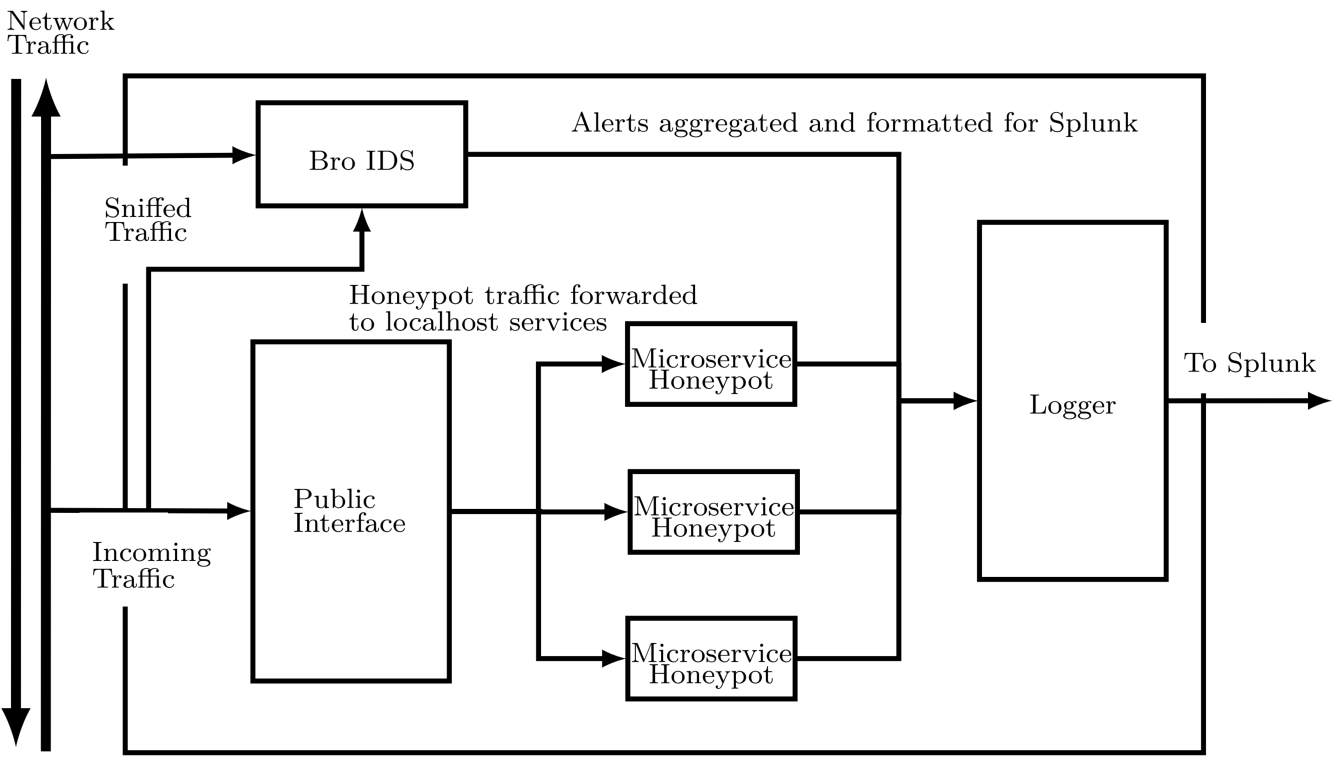 Network
Traffic
Alerts aggregated and formatted for Splunk
Bro IDS
Sniffed
Traffic
Honeypot traffic forwarded
to localhost services
Microservice
Honeypot
To Splunk
Logger
Public
Interface
Microservice
Honeypot
Incoming
Traffic
Microservice
Honeypot